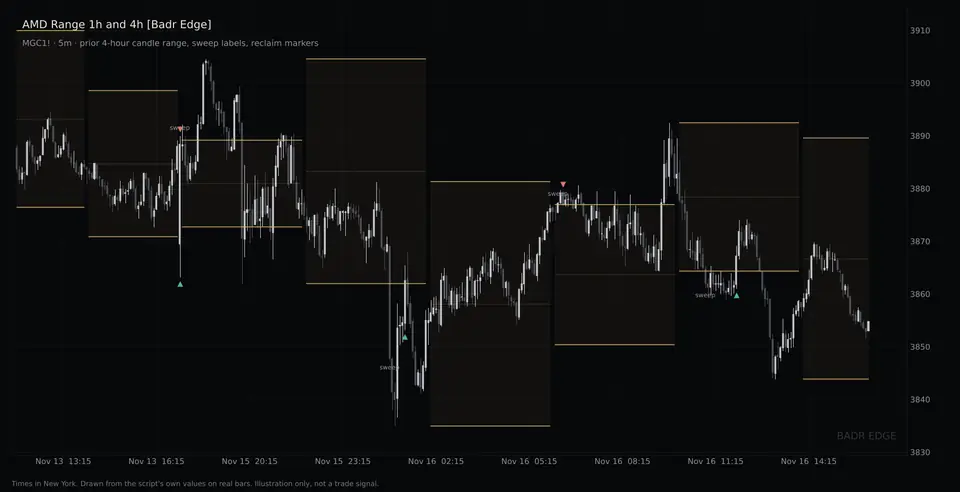 AMD Range 1h and 4h [Badr Edge]
MGC1! · 5m · prior 4-hour candle range, sweep labels, reclaim markers
3910
3900
3890
3880
3870
3860
3850
3840
3830
sweep
sweep
sweep
sweep
BADR EDGE
Nov 13 13:15
Nov 13 16:15
Nov 15 20:15
Nov 15 23:15
Nov 16 02:15
Nov 16 05:15
Nov 16 08:15
Nov 16 11:15
Nov 16 14:15
Times in New York. Drawn from the script's own values on real bars. Illustration only, not a trade signal.